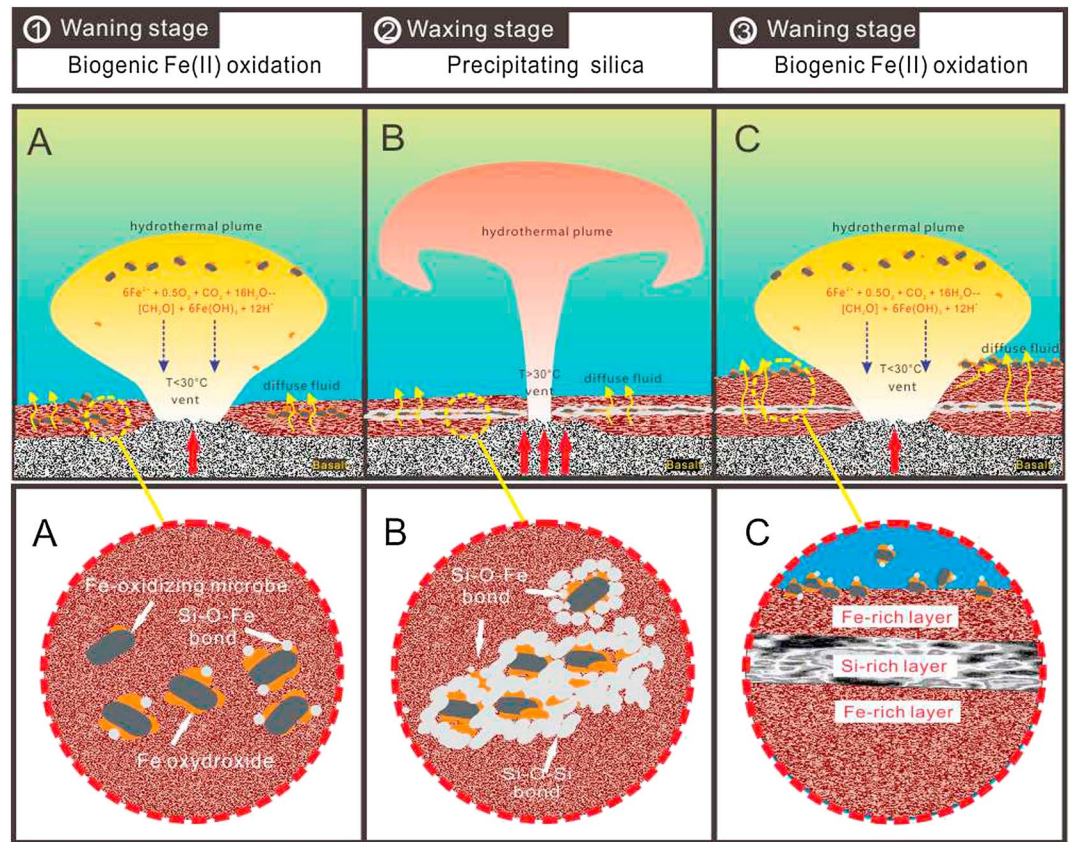 ① Waning stage
Biogenic Fe(II) oxidation
② Waxing stage
Precipitating silica
③ Waning stage
Biogenic Fe(II) oxidation
A
hydrothermal plume
6Fe²⁺ + 0.5O₂ + CO₂ + 16H₂O--
[CH₂O] + 6Fe(OH)₃ + 12H⁺
T<30°C
vent
diffuse fluid
Basalt
B
hydrothermal plume
T>30°C
vent
diffuse fluid
Basalt
C
hydrothermal plume
6Fe²⁺ + 0.5O₂ + CO₂ + 16H₂O--
[CH₂O] + 6Fe(OH)₃ + 12H⁺
diffuse fluid
T<30°C
vent
Basalt
A
Fe-oxidizing microbe
Si-O-Fe
bond
Fe oxydroxide
B
Si-O-Fe
bond
Si-O-Si
bond
C
Fe-rich layer
Si-rich layer
Fe-rich layer